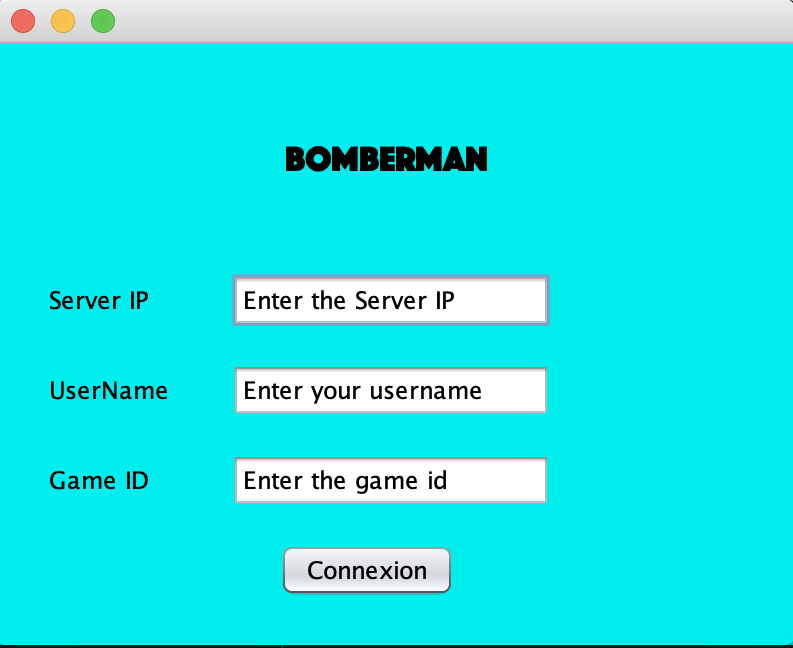 BOMBERMAN
Server IP Enter the Server IP
UserName Enter your username
Game ID Enter the game id
Connexion